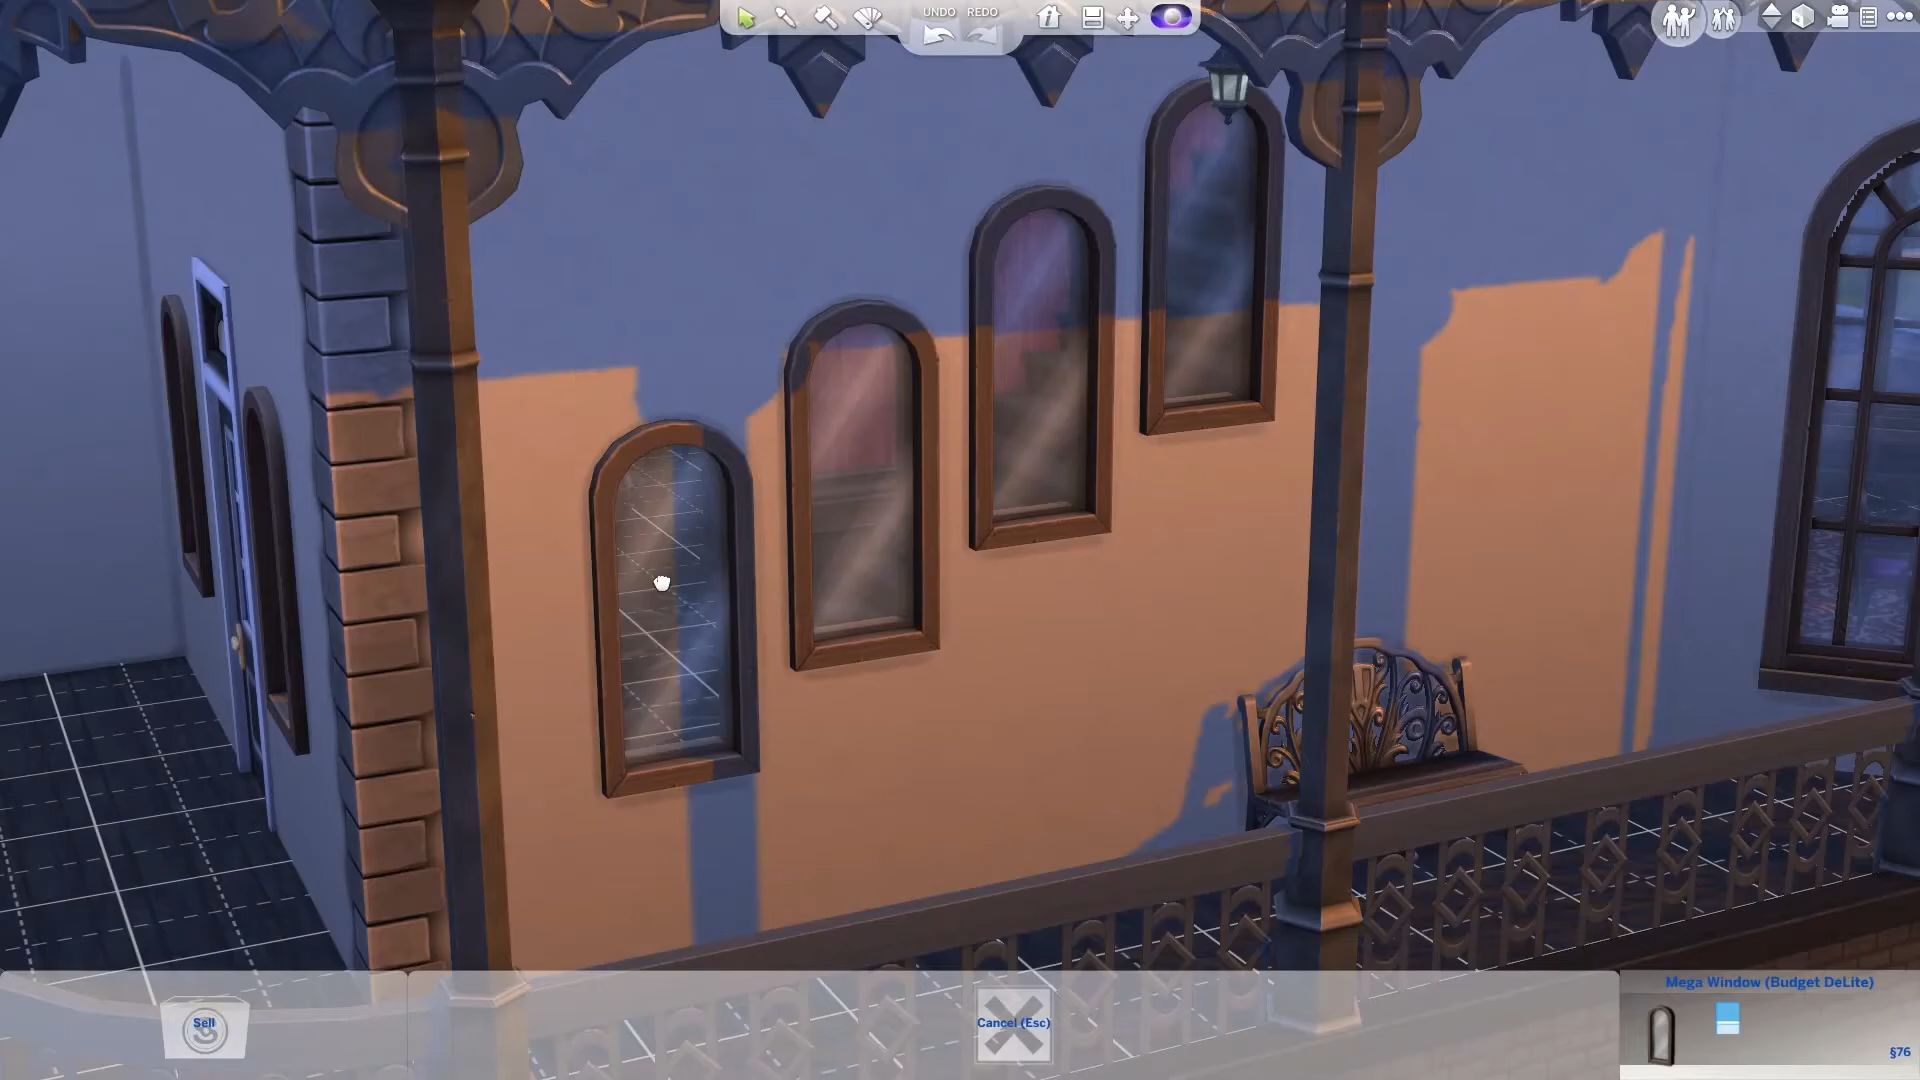 UNDO REDO
Sell
Cancel (Esc)
Mega Window (Budget DeLite)
§76